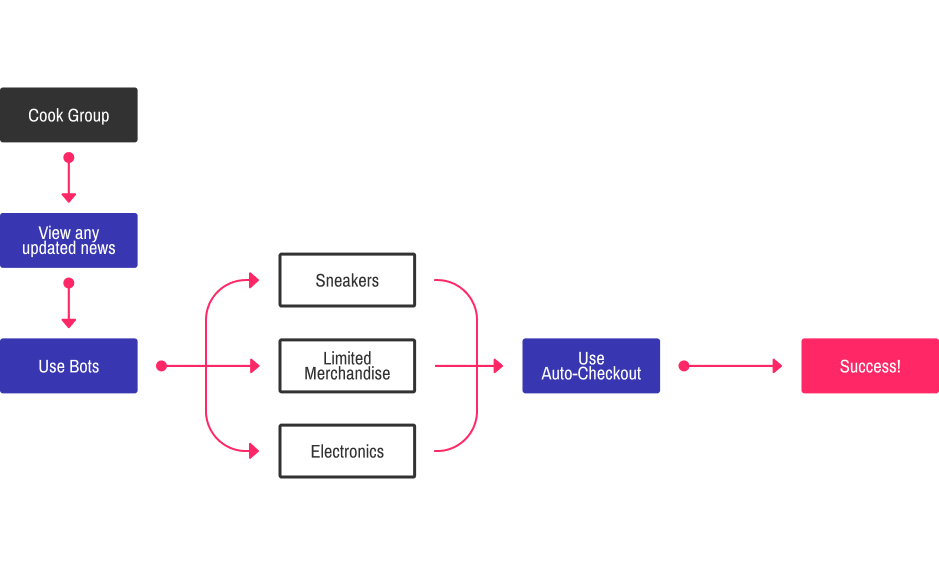 Cook Group
View any
updated news
Use Bots
Sneakers
Limited
Merchandise
Electronics
Use
Auto-Checkout
Success!